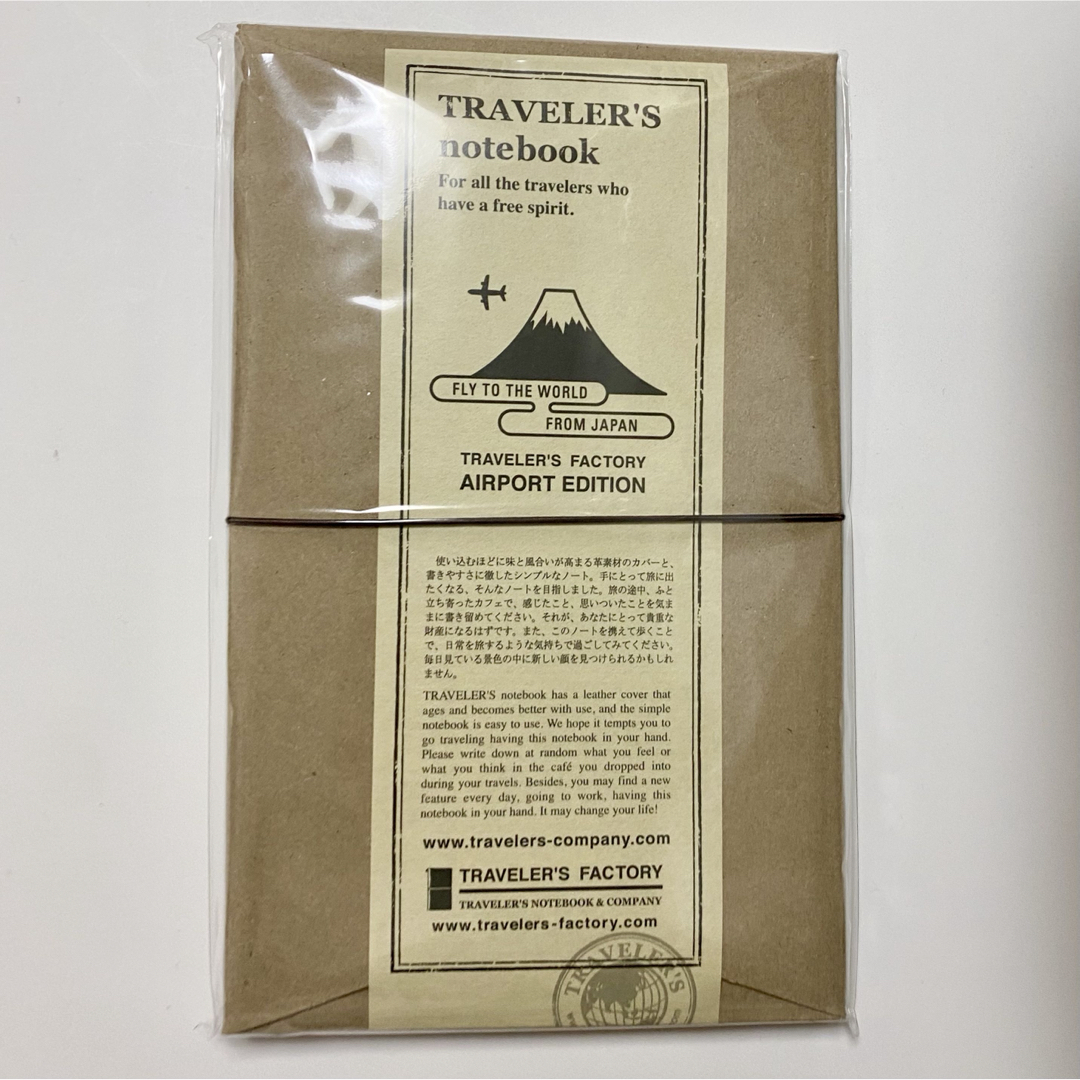 TRAVELER'S
notebook
For all the travelers who
have a free spirit.
FLY TO THE WORLD
FROM JAPAN
TRAVELER'S FACTORY
AIRPORT EDITION
使い込むほどに味と風合いが高まる革素材のカバーと、
書きやすさに徹したシンプルなノート。手にとって旅に出
たくなる、そんなノートを目指しました。旅の途中、ふと
立ち寄ったカフェで、感じたこと、思いついたことを気ま
まに書き留めてください。それが、あなたにとって貴重な
財産になるはずです。また、このノートを携えて歩くこと
で、日常を旅するような気持ちで過ごしてみてください。
毎日見ている景色の中に新しい顔を見つけられるかもしれ
ません。
TRAVELER'S notebook has a leather cover that
ages and becomes better with use, and the simple
notebook is easy to use. We hope it tempts you to
go traveling having this notebook in your hand.
Please write down at random what you feel or
what you think in the café you dropped into
during your travels. Besides, you may find a new
feature every day, going to work, having this
notebook in your hand. It may change your life!
www.travelers-company.com
TRAVELER'S FACTORY
TRAVELER'S NOTEBOOK & COMPANY
www.travelers-factory.com
TRAVELER'S